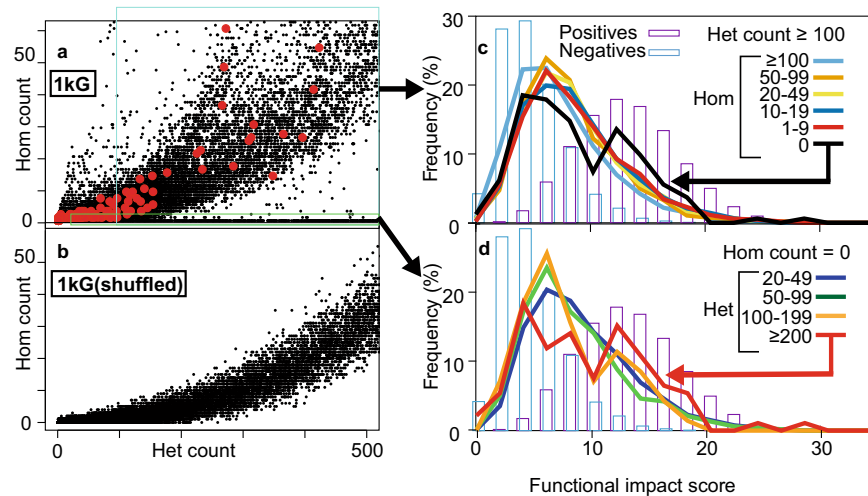 a
1kG
Hom count
50
0
b
1kG(shuffled)
Hom count
50
0
0
Het count
500
c
Positives
Negatives
Het count ≥ 100
Hom
≥100
50-99
20-49
10-19
1-9
0
Frequency (%)
30
20
10
0
d
Hom count = 0
Het
20-49
50-99
100-199
≥200
Frequency (%)
20
10
0
0
10
20
30
Functional impact score